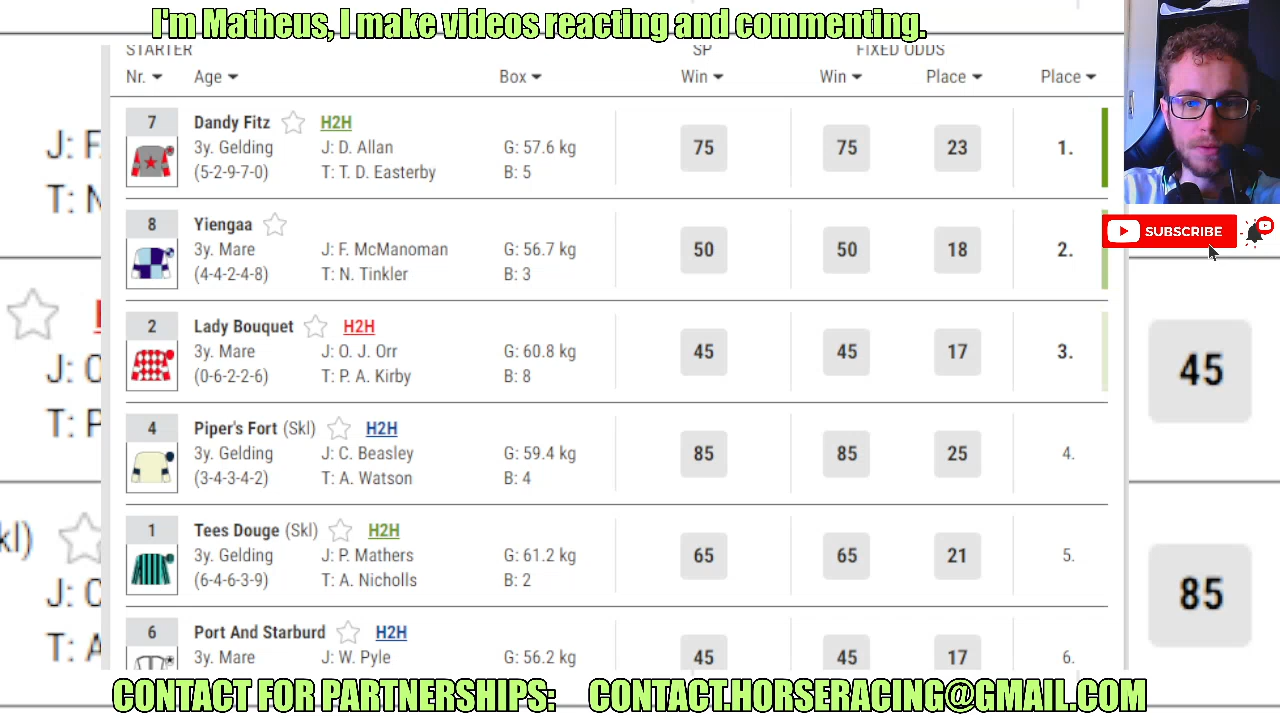 I'm Matheus, I make videos reacting and commenting.
STARTER SP FIXED ODDS
Nr. Age Box Win Win Place Place
7 Dandy Fitz H2H
3y. Gelding J: D. Allan G: 57.6 kg 75 75 23 1.
(5-2-9-7-0) T: T. D. Easterby B: 5
8 Yiengaa
3y. Mare J: F. McManoman G: 56.7 kg 50 50 18 2.
(4-4-2-4-8) T: N. Tinkler B: 3
2 Lady Bouquet H2H
3y. Mare J: O. J. Orr G: 60.8 kg 45 45 17 3.
(0-6-2-2-6) T: P. A. Kirby B: 8
4 Piper's Fort (Skl) H2H
3y. Gelding J: C. Beasley G: 59.4 kg 85 85 25 4.
(3-4-3-4-2) T: A. Watson B: 4
1 Tees Douge (Skl) H2H
3y. Gelding J: P. Mathers G: 61.2 kg 65 65 21 5.
(6-4-6-3-9) T: A. Nicholls B: 2
6 Port And Starburd H2H
3y. Mare J: W. Pyle G: 56.2 kg 45 45 17 6.
SUBSCRIBE
45
85
J:
T:
J:
T:
J:
T:
CONTACT FOR PARTNERSHIPS: CONTACT.HORSERACING@GMAIL.COM